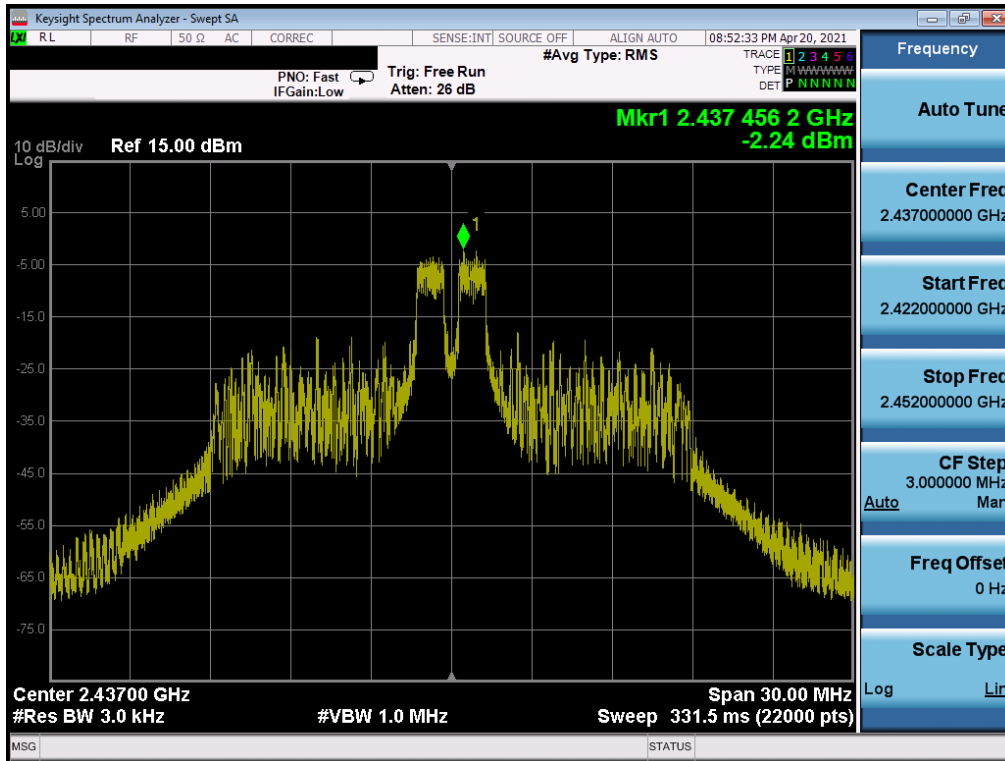 Keysight Spectrum Analyzer - Swept SA
LXI RL RF 50 Ω AC CORREC SENSE:INT SOURCE OFF ALIGN AUTO 08:52:33 PM Apr 20, 2021
#Avg Type: RMS
TRACE 1 2 3 4 5 6
TYPE M W W W W W
DET P N N N N N
PNO: Fast
IFGain:Low
Trig: Free Run
Atten: 26 dB
Mkr1 2.437 456 2 GHz
-2.24 dBm
10 dB/div
Log
Ref 15.00 dBm
1
5.00
-5.00
-15.0
-25.0
-35.0
-45.0
-55.0
-65.0
-75.0
Center 2.43700 GHz
Span 30.00 MHz
#Res BW 3.0 kHz
#VBW 1.0 MHz
Sweep 331.5 ms (22000 pts)
MSG
STATUS
Frequency
Auto Tune
Center Freq
2.437000000 GHz
Start Freq
2.422000000 GHz
Stop Freq
2.452000000 GHz
CF Step
3.000000 MHz
Auto Man
Freq Offset
0 Hz
Scale Type
Log Lin